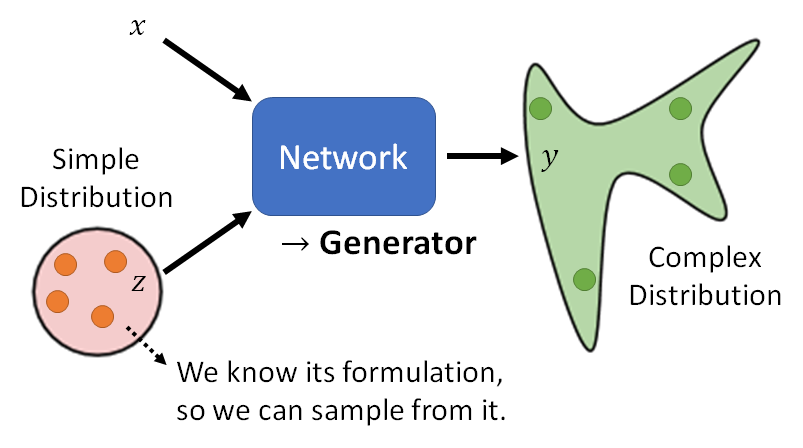 x
Simple
Distribution
z
Network
→ Generator
y
Complex
Distribution
We know its formulation,
so we can sample from it.